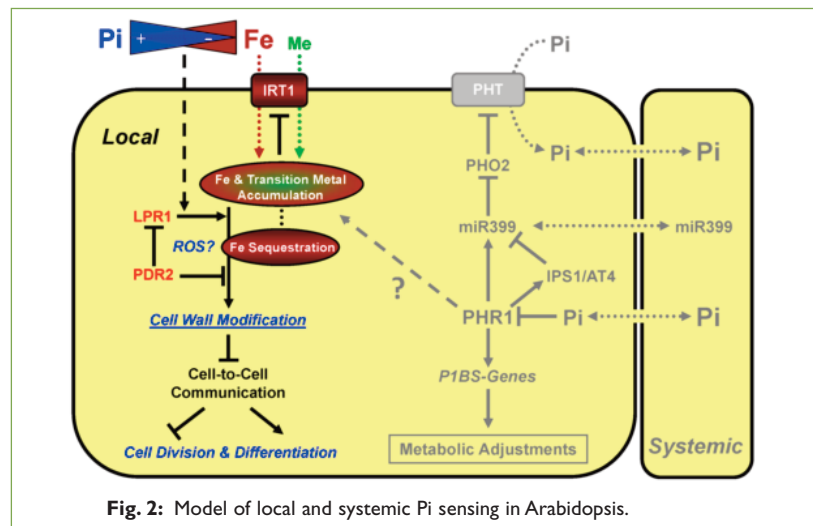 Pi + - Fe Me
Pi
IRT1
PHT
Local
Fe & Transition Metal
Accumulation
PHO2
Pi
Pi
LPR1
ROS?
Fe Sequestration
miR399
miR399
PDR2
?
IPS1/AT4
Cell Wall Modification
PHR1
Pi
Pi
Cell-to-Cell
Communication
P1BS-Genes
Cell Division & Differentiation
Metabolic Adjustments
Systemic
Fig. 2: Model of local and systemic Pi sensing in Arabidopsis.